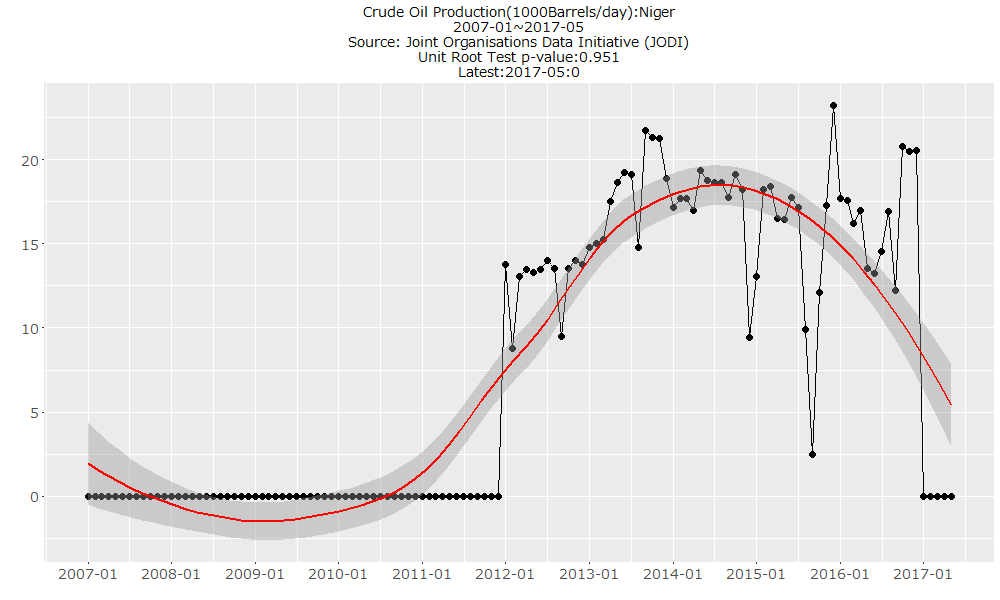 Crude Oil Production(1000Barrels/day):Niger
2007-01~2017-05
Source: Joint Organisations Data Initiative (JODI)
Unit Root Test p-value:0.951
Latest:2017-05:0
20
15
10
5
0
2007-01 2008-01 2009-01 2010-01 2011-01 2012-01 2013-01 2014-01 2015-01 2016-01 2017-01